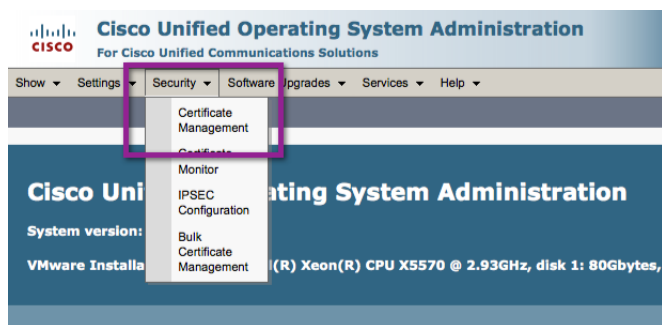 CISCO
Cisco Unified Operating System Administration
For Cisco Unified Communications Solutions
Show Settings Security Software Upgrades Services Help
Certificate
Management
Certificate
Monitor
IPSEC
Configuration
Bulk
Certificate
Management
Cisco Uni ating System Administration
System version:
VMware Installa (R) Xeon(R) CPU X5570 @ 2.93GHz, disk 1: 80Gbytes,